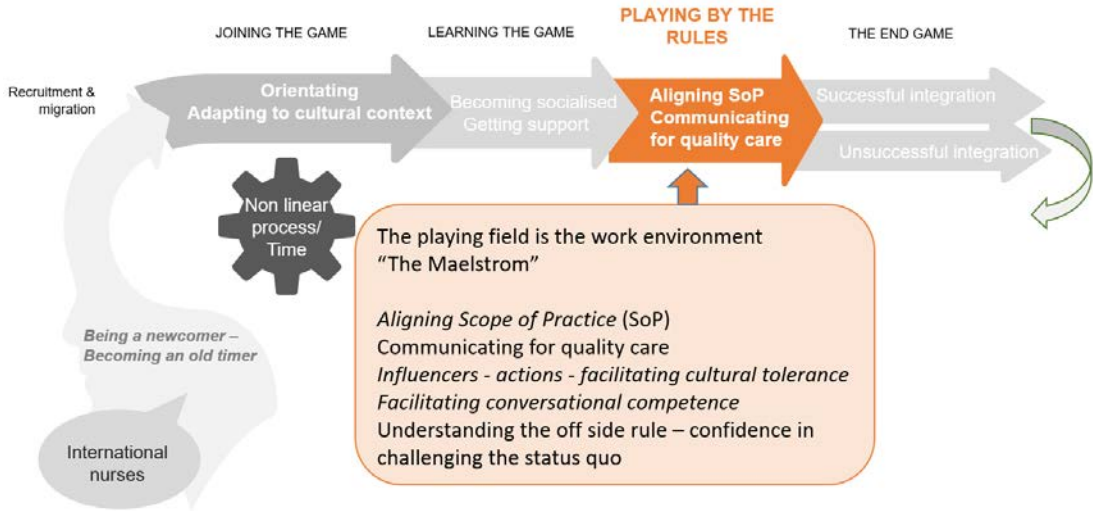 JOINING THE GAME
LEARNING THE GAME
PLAYING BY THE
RULES
THE END GAME
Recruitment &
migration
Orientating
Adapting to cultural context
Becoming socialised
Getting support
Aligning SoP
Communicating
for quality care
Successful integration
Unsuccessful integration
Non linear
process/
Time
The playing field is the work environment
“The Maelstrom”
Aligning Scope of Practice (SoP)
Communicating for quality care
Influencers - actions - facilitating cultural tolerance
Facilitating conversational competence
Understanding the off side rule – confidence in
challenging the status quo
Being a newcomer –
Becoming an old timer
International
nurses